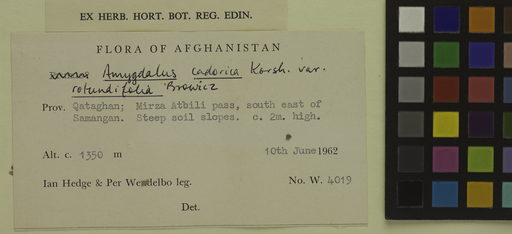 EX HERB. HORT. BOT. REG. EDIN.
FLORA OF AFGHANISTAN
Amygdalus cadorica Korsh. var.
rotundifolia Browicz
Prov. Qataghan; Mirza Atbili pass, south east of
Samangan. Steep soil slopes. c. 2m. high.
Alt. c. 1350 m 10th June 1962
Ian Hedge & Per Wendelbo leg. No. W. 4019
Det.